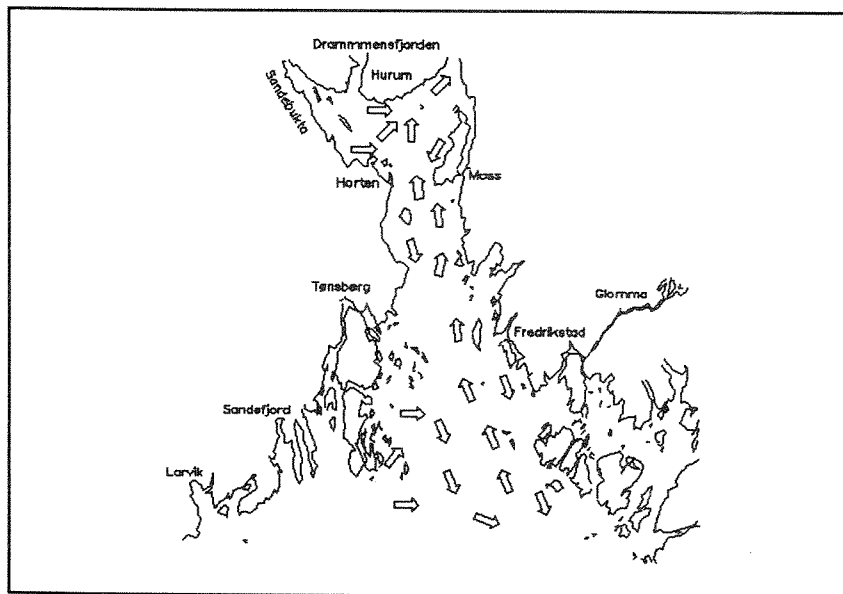 Drammmensfjorden
Hurum
Sandebukta
Horten
Moss
Tønsberg
Glomma
Fredrikstad
Sandefjord
Larvik